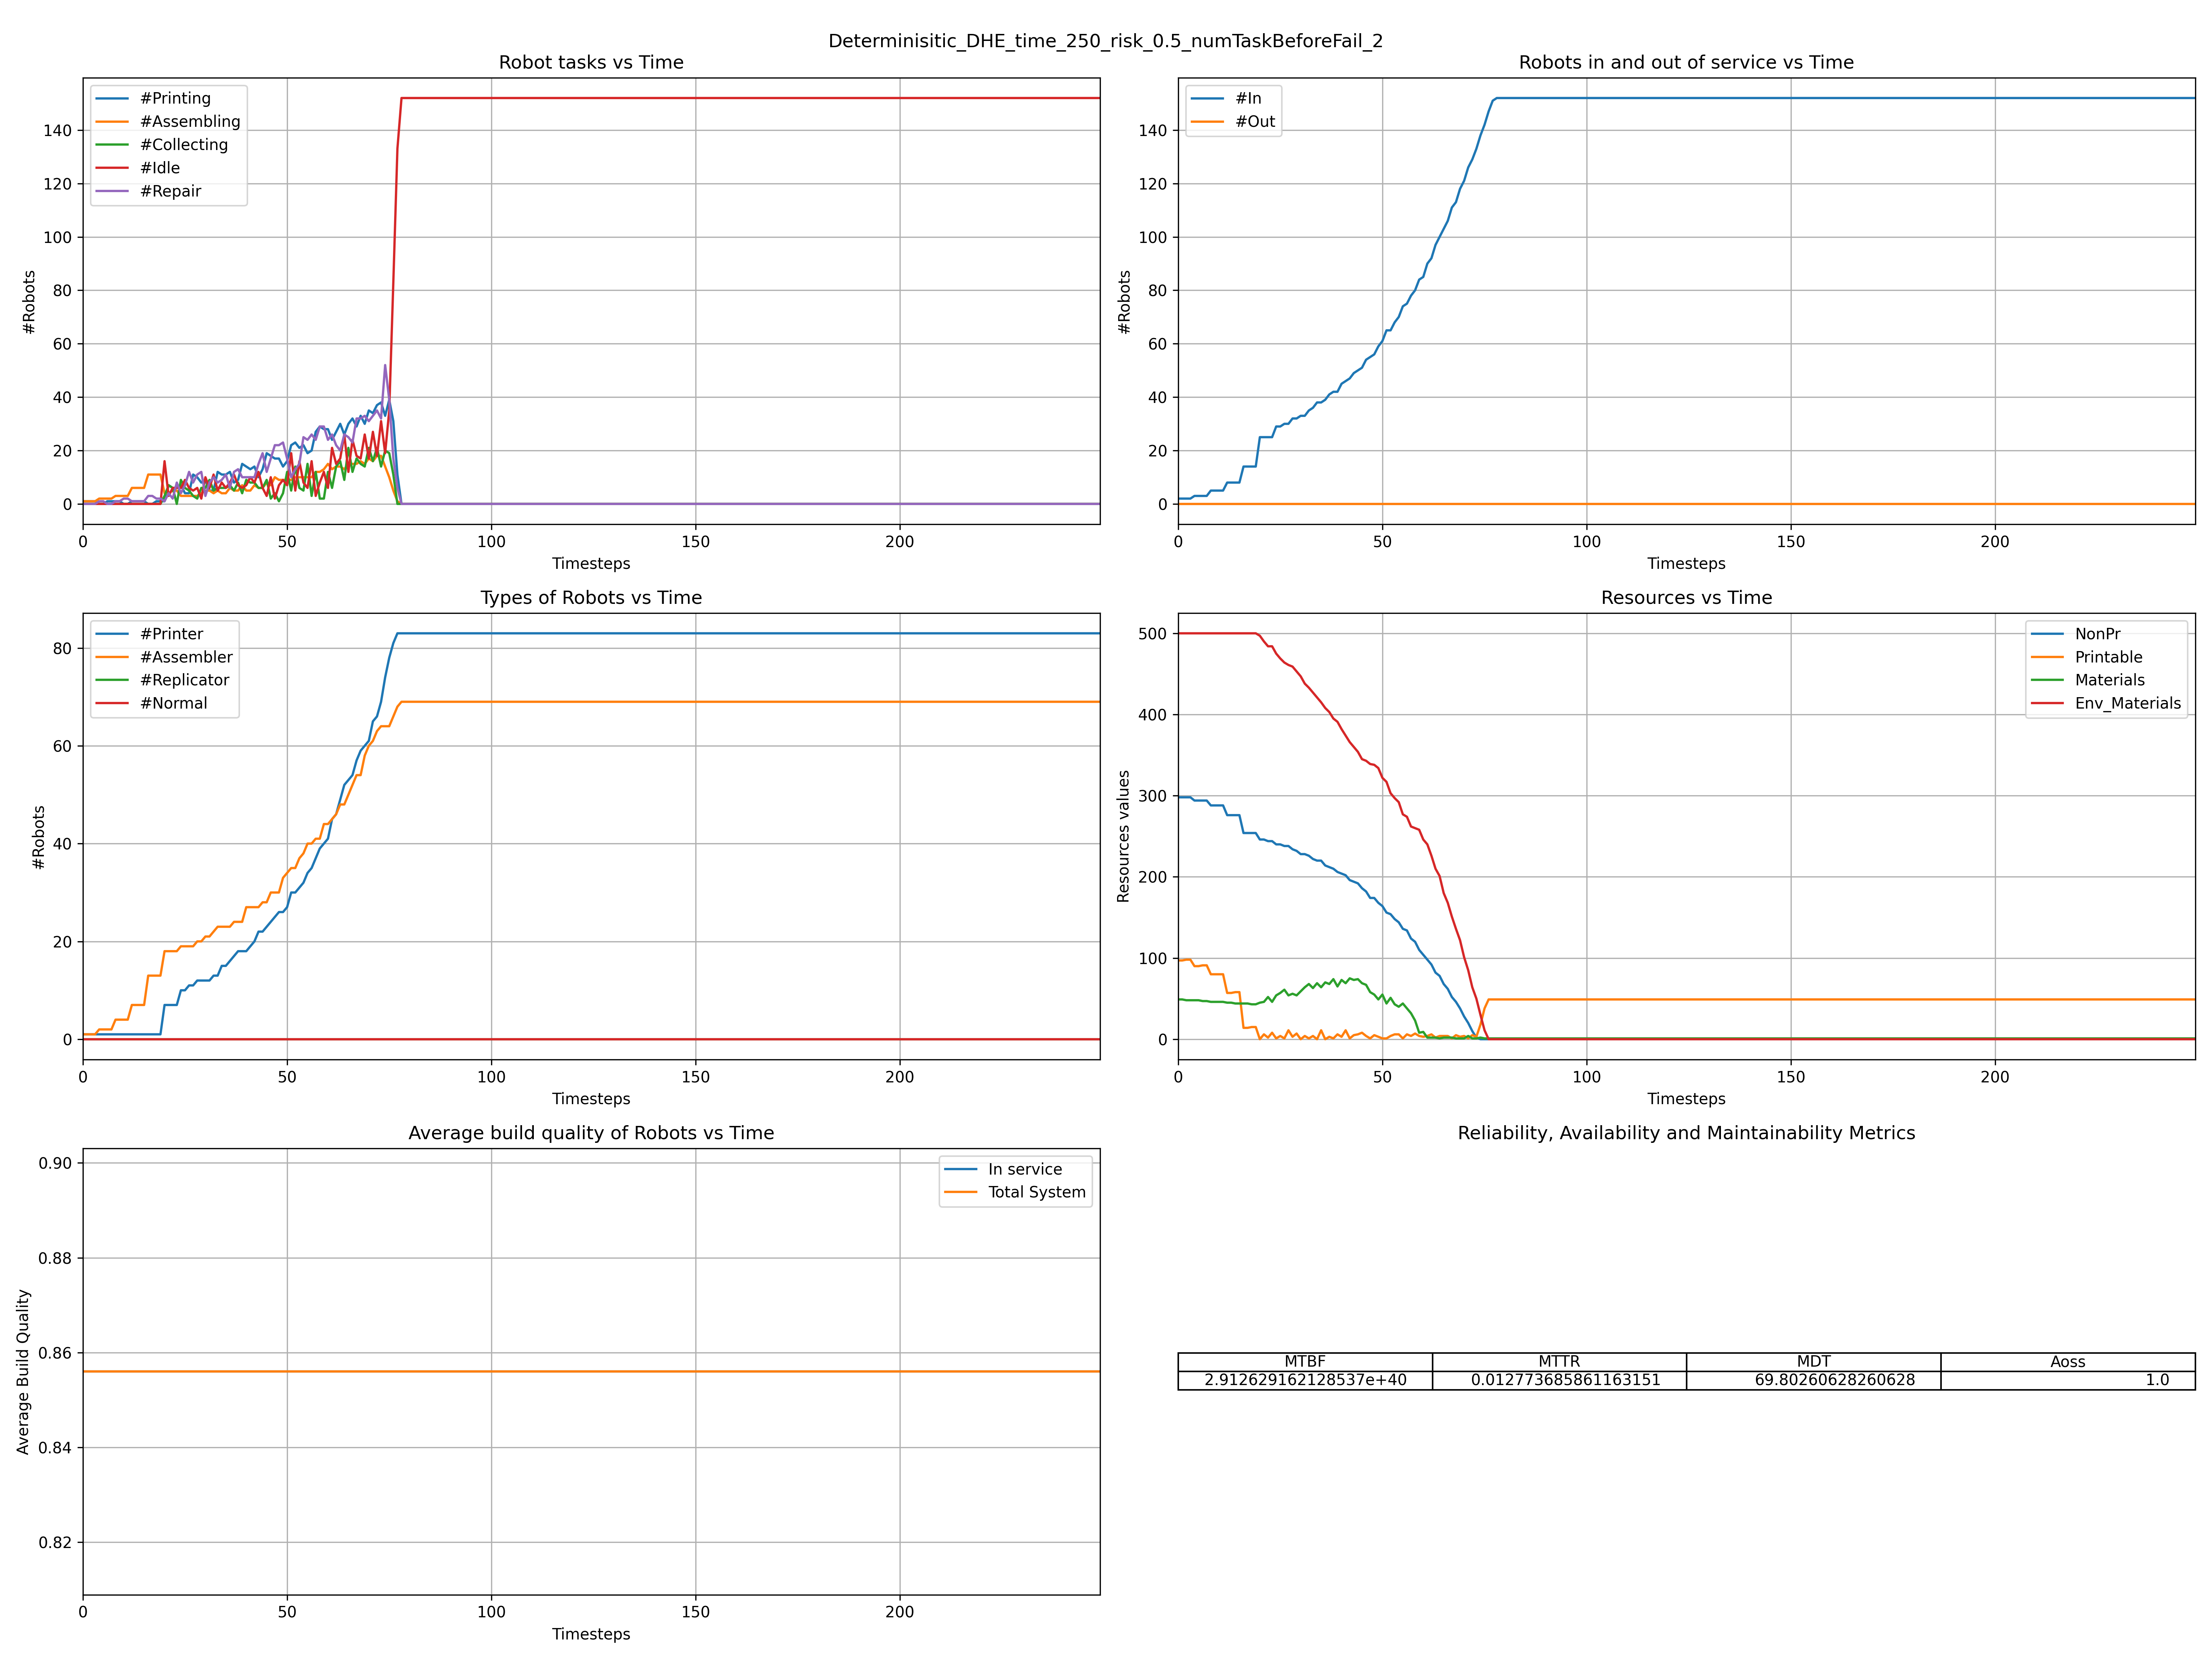 Determinisitic_DHE_time_250_risk_0.5_numTaskBeforeFail_2
Robot tasks vs Time
#Printing
#Assembling
#Collecting
#Idle
#Repair
#Robots
140
120
100
80
60
40
20
0
0 50 100 150 200
Timesteps
Robots in and out of service vs Time
#In
#Out
#Robots
140
120
100
80
60
40
20
0
0 50 100 150 200
Timesteps
Types of Robots vs Time
#Printer
#Assembler
#Replicator
#Normal
#Robots
80
60
40
20
0
0 50 100 150 200
Timesteps
Resources vs Time
NonPr
Printable
Materials
Env_Materials
Resources values
500
400
300
200
100
0
0 50 100 150 200
Timesteps
Average build quality of Robots vs Time
In service
Total System
Average Build Quality
0.90
0.88
0.86
0.84
0.82
0 50 100 150 200
Timesteps
Reliability, Availability and Maintainability Metrics
MTBF MTTR MDT Aoss
2.912629162128537e+40 0.012773685861163151 69.80260628260628 1.0